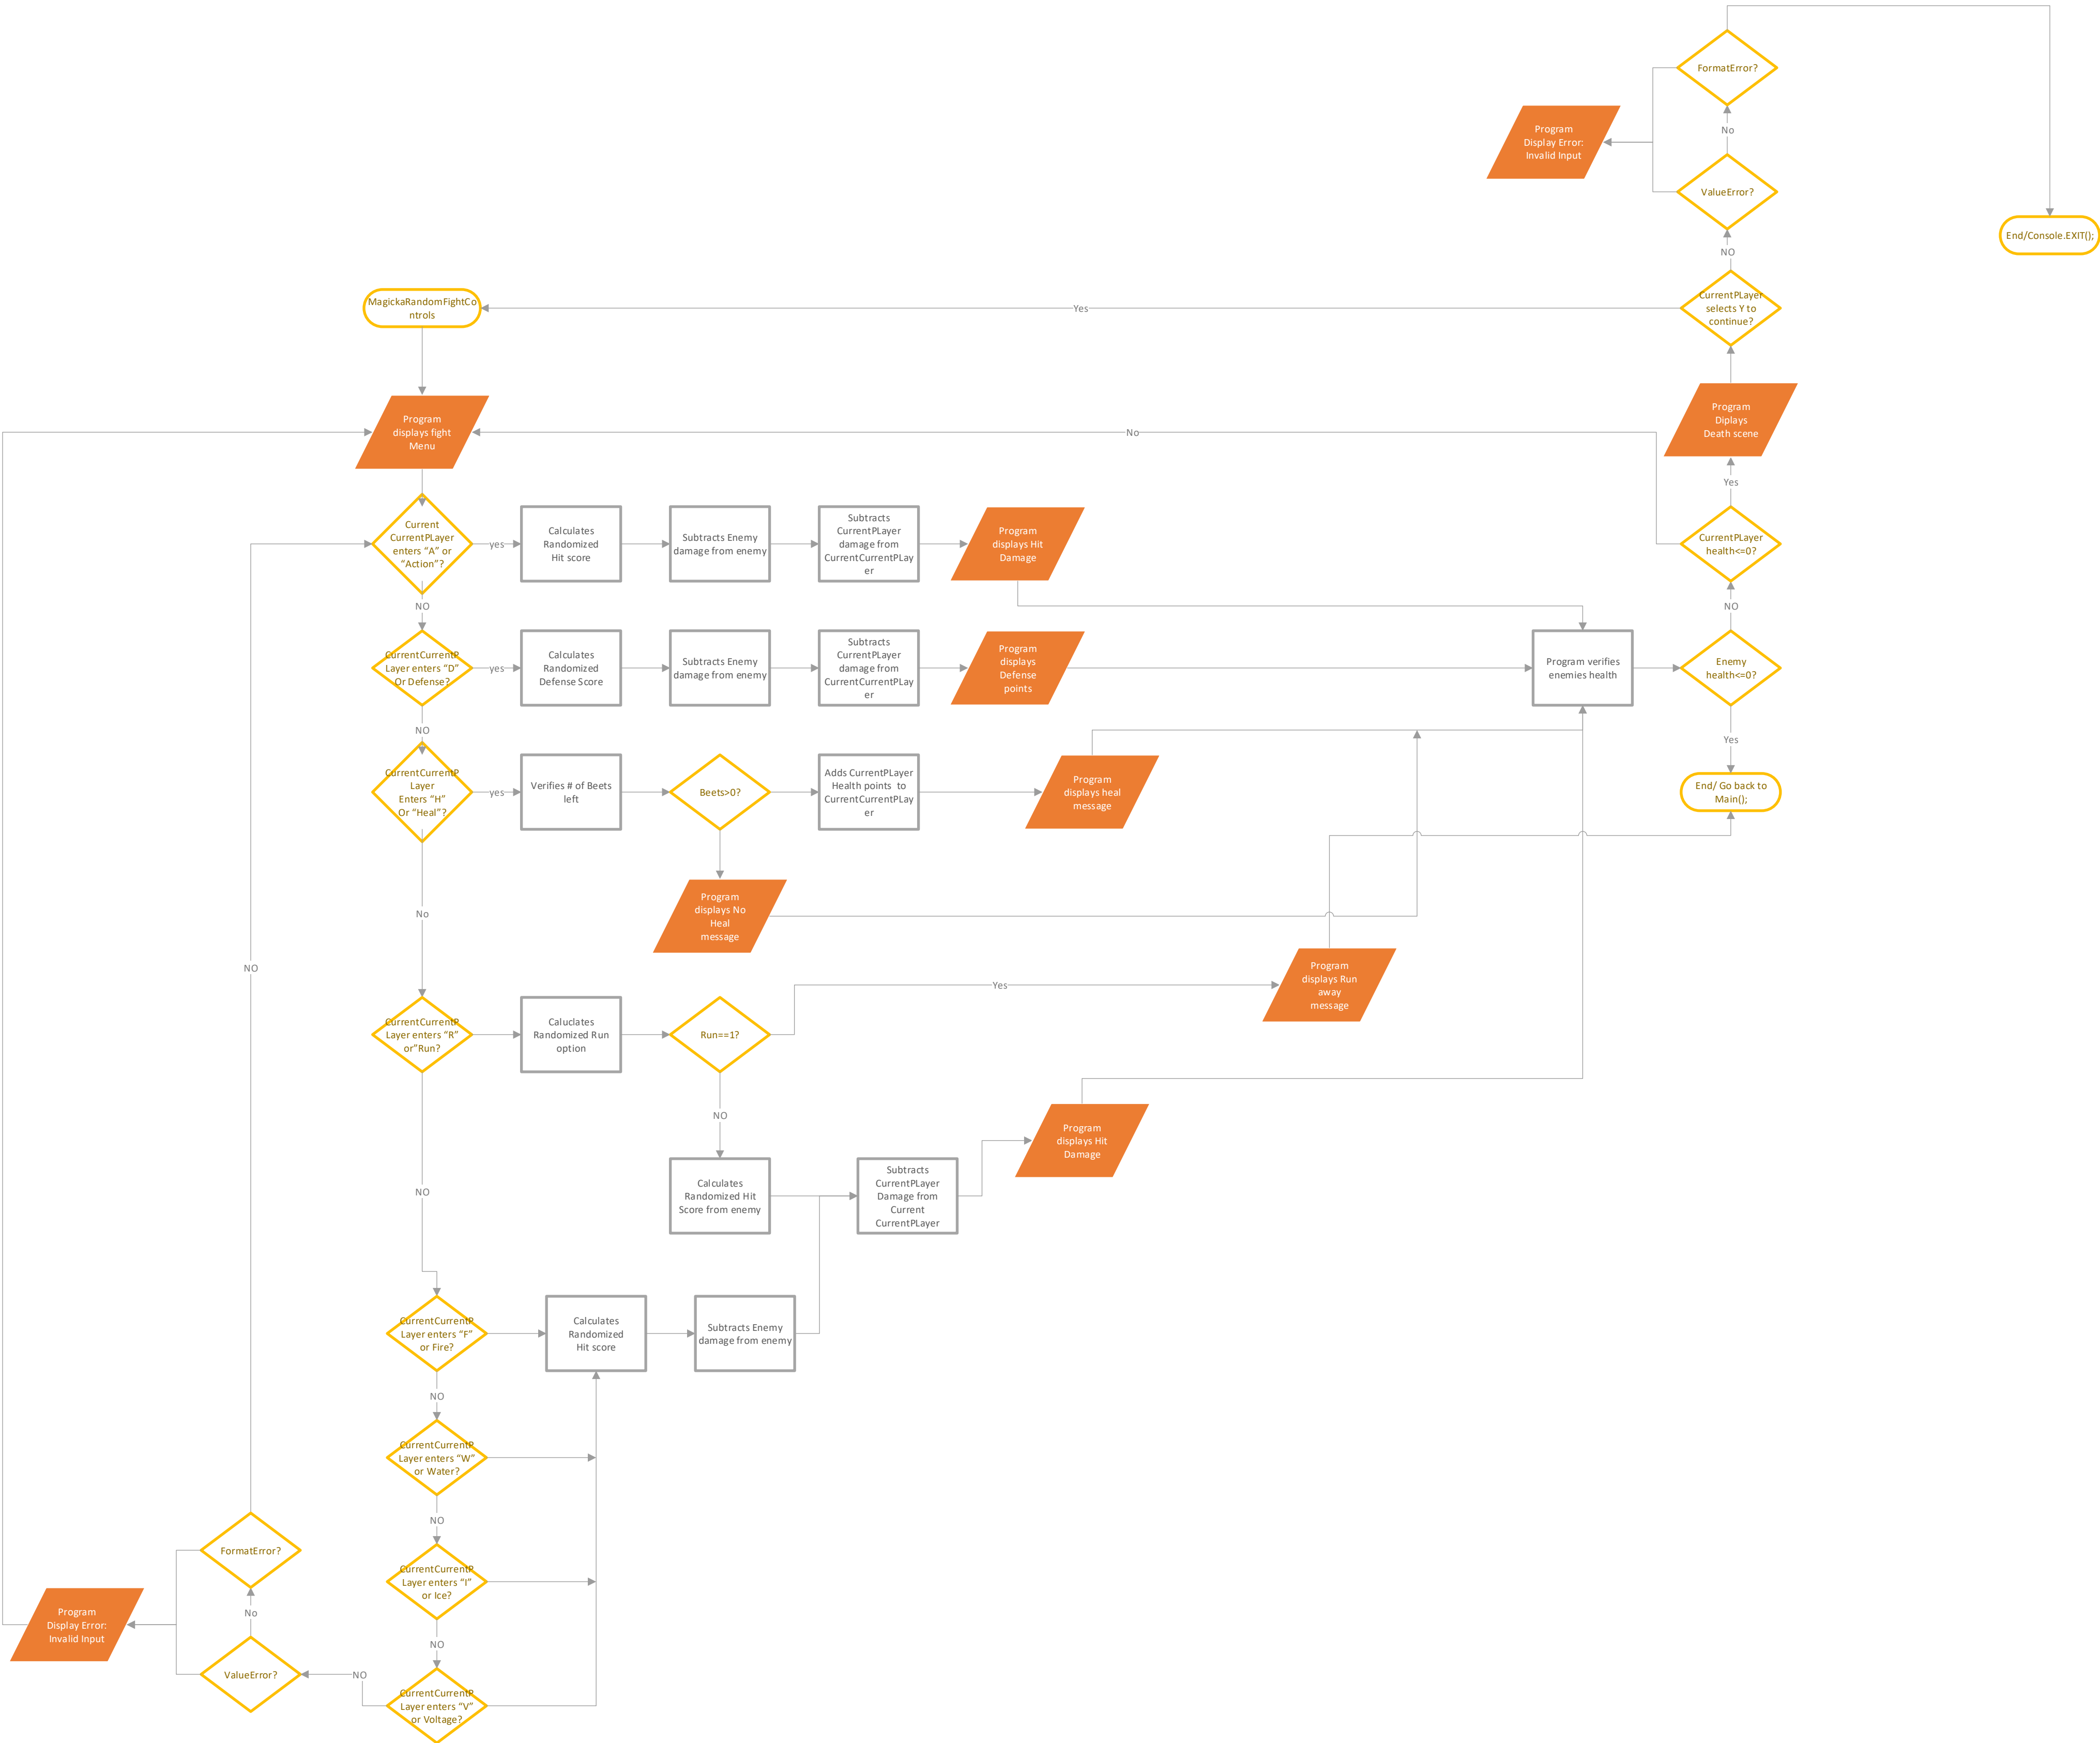 FormatError?
Program
Display Error:
Invalid Input
No
ValueError?
End/Console.EXIT();
NO
MagickaRandomFightCo
ntrols
Yes
CurrentPLayer
selects Y to
continue?
Program
displays fight
Menu
No
Program
Diplays
Death scene
Yes
Current
CurrentPLayer
enters “A” or
“Action”?
yes
Calculates
Randomized
Hit score
Subtracts Enemy
damage from enemy
Subtracts
CurrentPLayer
damage from
CurrentCurrentPLay
er
Program
displays Hit
Damage
CurrentPLayer
health<=0?
NO
NO
CurrentCurrentP
Layer enters “D”
Or Defense?
yes
Calculates
Randomized
Defense Score
Subtracts Enemy
damage from enemy
Subtracts
CurrentPLayer
damage from
CurrentCurrentPLay
er
Program
displays
Defense
points
Program verifies
enemies health
Enemy
health<=0?
NO
Yes
CurrentCurrentP
Layer
Enters “H”
Or “Heal”?
yes
Verifies # of Beets
left
Beets>0?
Adds CurrentPLayer
Health points  to
CurrentCurrentPLay
er
Program
displays heal
message
End/ Go back to
Main();
No
Program
displays No
Heal
message
NO
Program
displays Run
away
message
Yes
CurrentCurrentP
Layer enters “R”
or”Run?
Caluclates
Randomized Run
option
Run==1?
NO
Program
displays Hit
Damage
NO
Calculates
Randomized Hit
Score from enemy
Subtracts
CurrentPLayer
Damage from
Current
CurrentPLayer
CurrentCurrentP
Layer enters “F”
or Fire?
Calculates
Randomized
Hit score
Subtracts Enemy
damage from enemy
NO
CurrentCurrentP
Layer enters “W”
or Water?
NO
FormatError?
CurrentCurrentP
Layer enters “I”
or Ice?
No
Program
Display Error:
Invalid Input
NO
ValueError?
NO
CurrentCurrentP
Layer enters “V”
or Voltage?